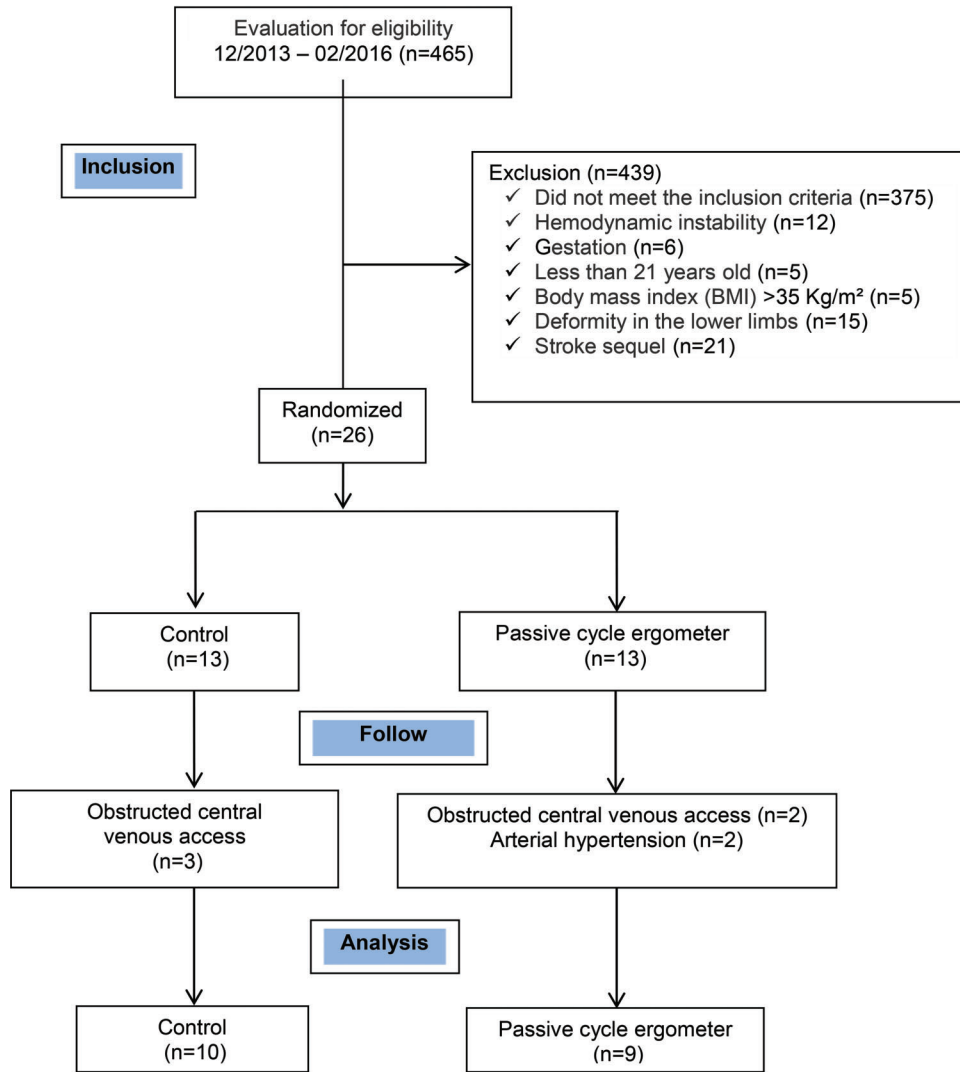 Evaluation for eligibility
12/2013 – 02/2016 (n=465)
Inclusion
Exclusion (n=439)
✓ Did not meet the inclusion criteria (n=375)
✓ Hemodynamic instability (n=12)
✓ Gestation (n=6)
✓ Less than 21 years old (n=5)
✓ Body mass index (BMI) >35 Kg/m² (n=5)
✓ Deformity in the lower limbs (n=15)
✓ Stroke sequel (n=21)
Randomized
(n=26)
Control
(n=13)
Passive cycle ergometer
(n=13)
Follow
Obstructed central
venous access
(n=3)
Obstructed central venous access (n=2)
Arterial hypertension (n=2)
Analysis
Control
(n=10)
Passive cycle ergometer
(n=9)